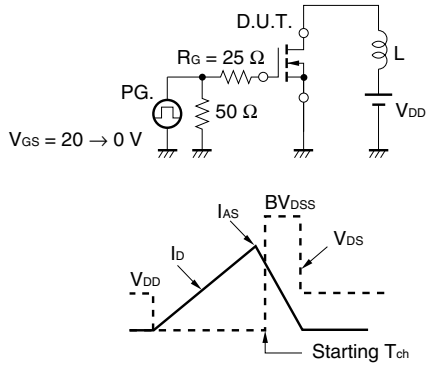 D.U.T.
RG = 25 Ω
L
PG.
50 Ω
VDD
VGS = 20 → 0 V
BVDSS
IAS
ID
VDS
VDD
Starting Tch